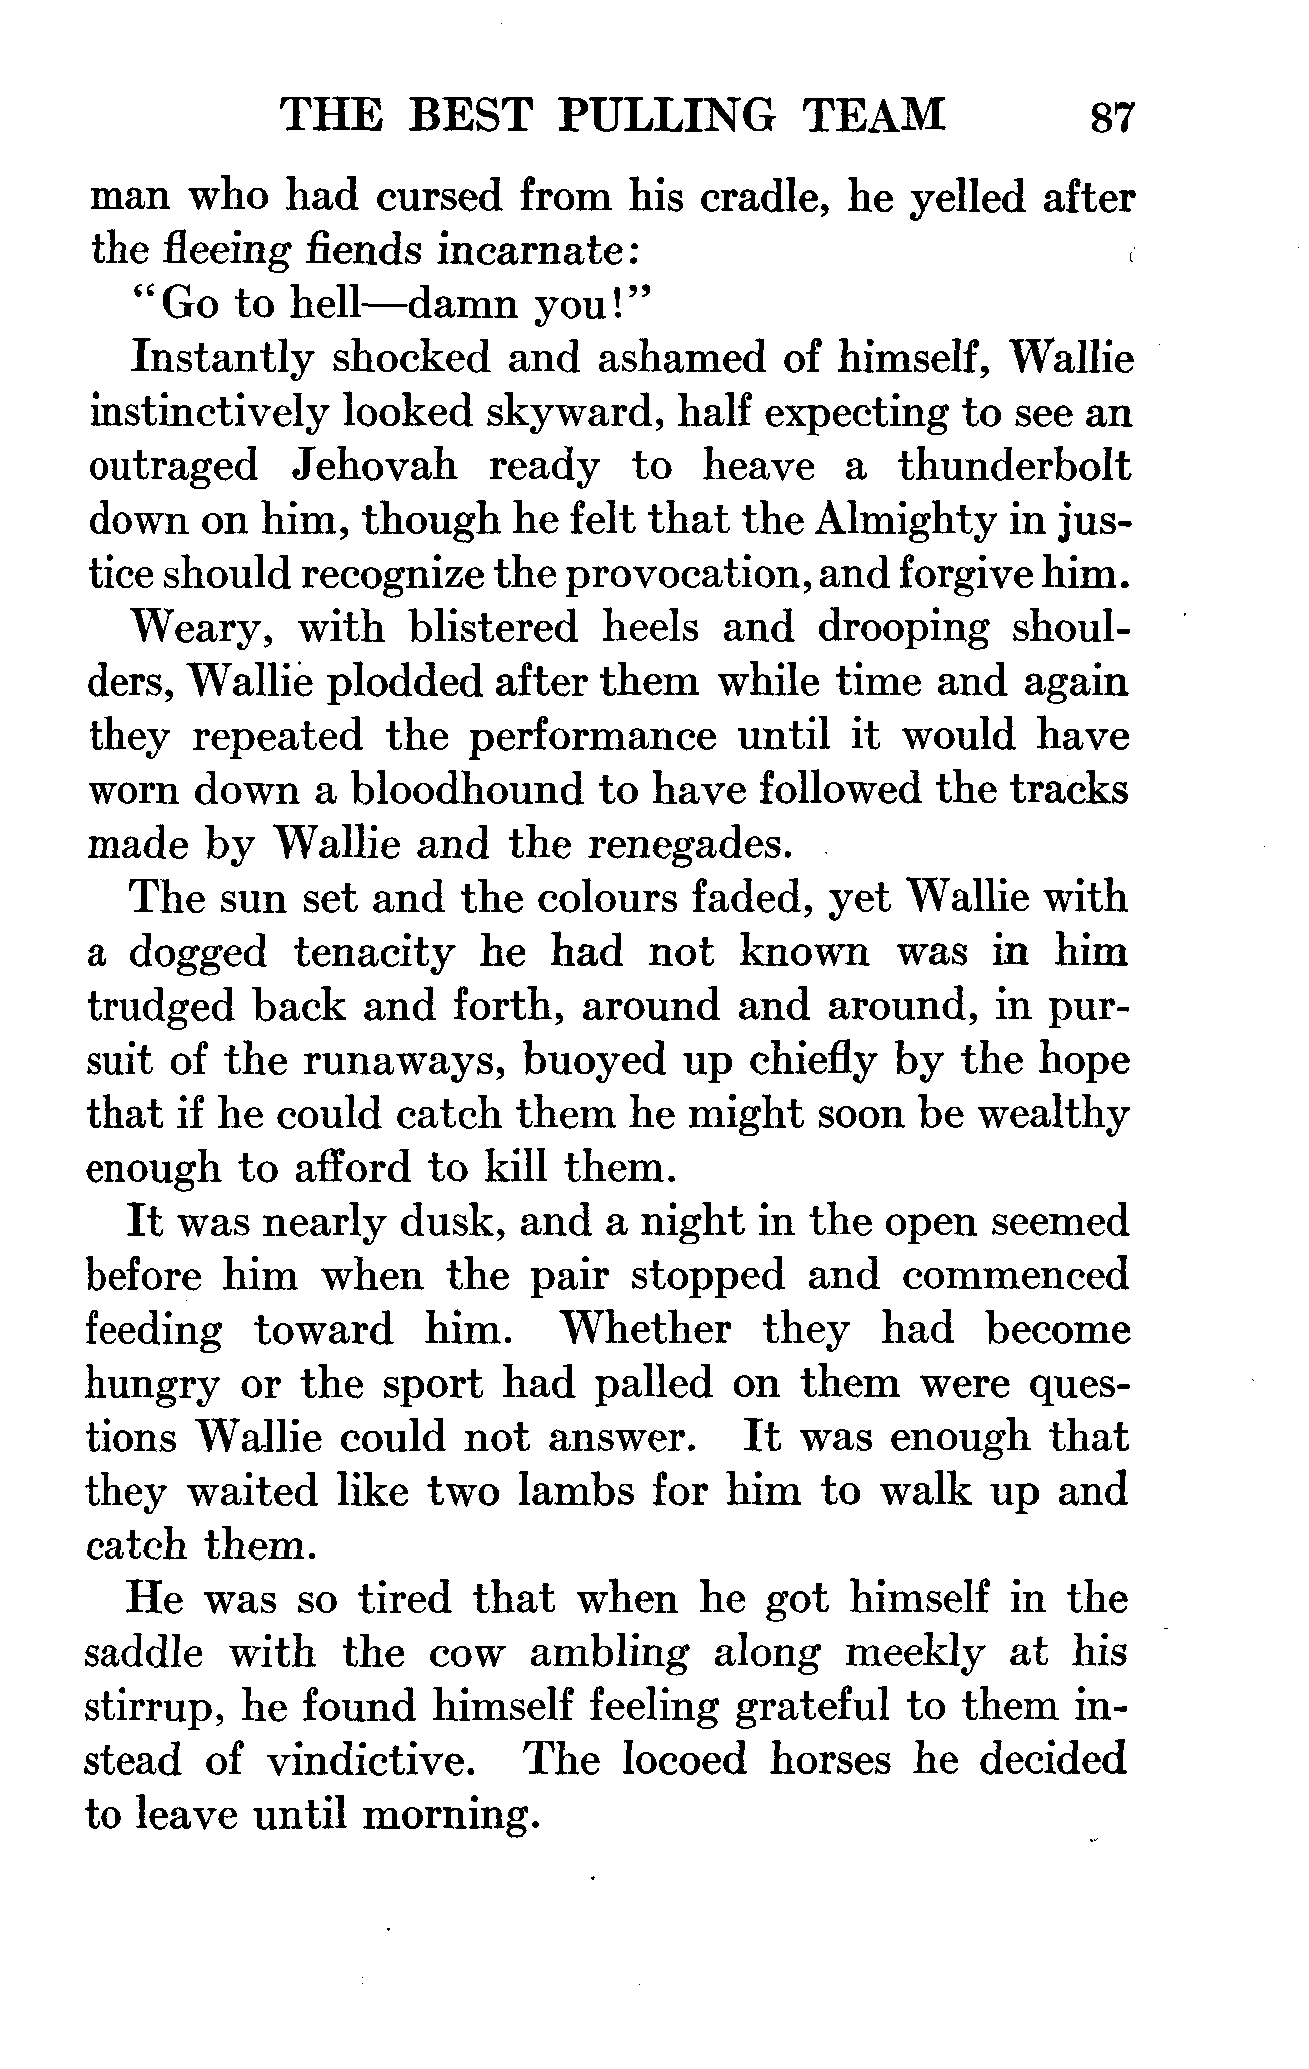 THE BEST PULLING TEAM 87
man who had cursed from his cradle, he yelled after
the fleeing fiends incarnate:
"Go to hell—damn you!"
Instantly shocked and ashamed of himself, Wallie
instinctively looked skyward, half expecting to see an
outraged Jehovah ready to heave a thunderbolt
down on him, though he felt that the Almighty in jus-
tice should recognize the provocation, and forgive him.
Weary, with blistered heels and drooping shoul-
ders, Wallie plodded after them while time and again
they repeated the performance until it would have
worn down a bloodhound to have followed the tracks
made by Wallie and the renegades.
The sun set and the colours faded, yet Wallie with
a dogged tenacity he had not known was in him
trudged back and forth, around and around, in pur-
suit of the runaways, buoyed up chiefly by the hope
that if he could catch them he might soon be wealthy
enough to afford to kill them.
It was nearly dusk, and a night in the open seemed
before him when the pair stopped and commenced
feeding toward him. Whether they had become
hungry or the sport had palled on them were ques-
tions Wallie could not answer. It was enough that
they waited like two lambs for him to walk up and
catch them.
He was so tired that when he got himself in the
saddle with the cow ambling along meekly at his
stirrup, he found himself feeling grateful to them in-
stead of vindictive. The locoed horses he decided
to leave until morning.